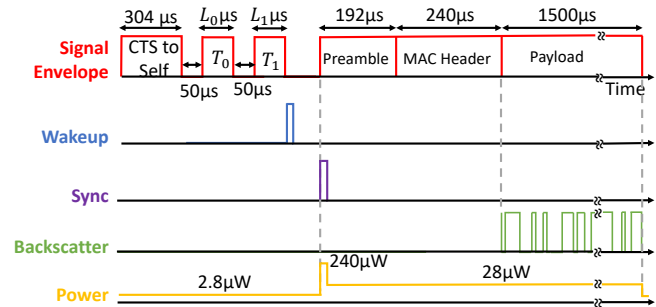 304 μs L₀μs L₁μs 192μs 240μs 1500μs
Signal Envelope CTS to Self T₀ T₁ Preamble MAC Header Payload
50μs 50μs Time
Wakeup
Sync
Backscatter
240μW
2.8μW 28μW
Power